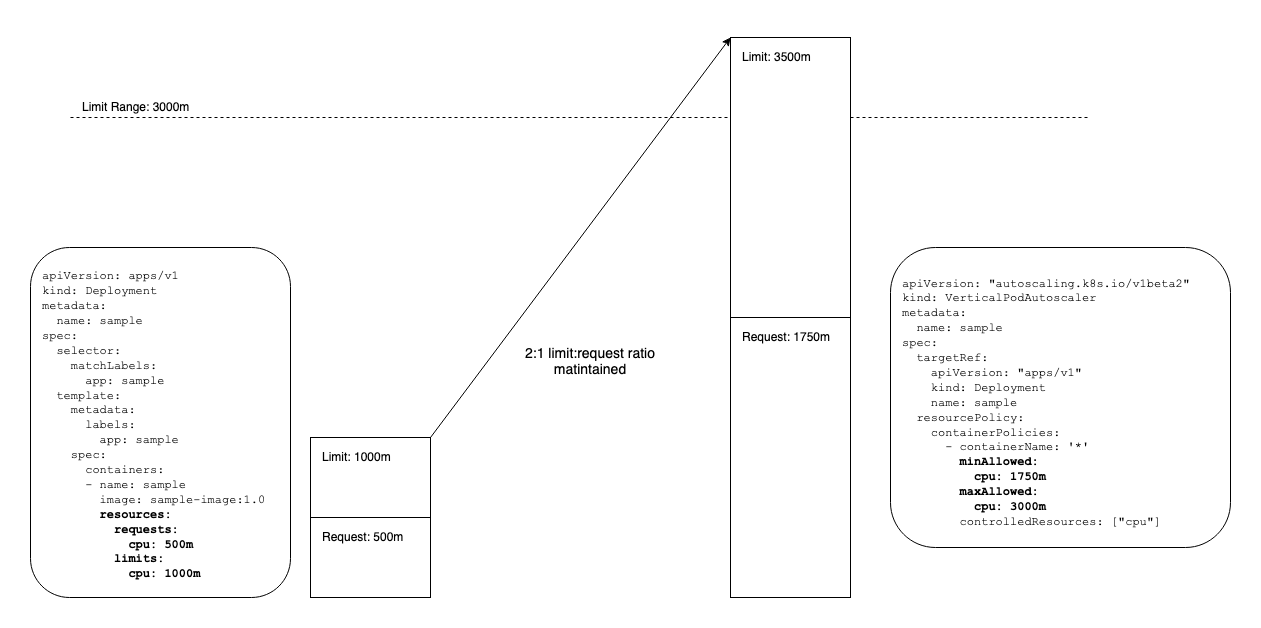 Limit: 3500m
Limit Range: 3000m
apiVersion: apps/v1
kind: Deployment
metadata:
  name: sample
spec:
  selector:
    matchLabels:
      app: sample
  template:
    metadata:
      labels:
        app: sample
    spec:
      containers:
      - name: sample
        image: sample-image:1.0
        resources:
          requests:
            cpu: 500m
          limits:
            cpu: 1000m
Limit: 1000m
Request: 500m
2:1 limit:request ratio
matintained
Request: 1750m
apiVersion: "autoscaling.k8s.io/v1beta2"
kind: VerticalPodAutoscaler
metadata:
  name: sample
spec:
  targetRef:
    apiVersion: "apps/v1"
    kind: Deployment
    name: sample
  resourcePolicy:
    containerPolicies:
      - containerName: '*'
        minAllowed:
          cpu: 1750m
        maxAllowed:
          cpu: 3000m
        controlledResources: ["cpu"]